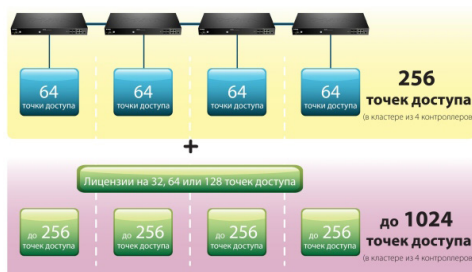 64
точки доступа
64
точки доступа
64
точки доступа
64
точки доступа
256
точек доступа
(в кластере из 4 контроллеров)
+
Лицензии на 32, 64 или 128 точек доступа
до 256
точек доступа
до 256
точек доступа
до 256
точек доступа
до 256
точек доступа
до 1024
точек доступа
(в кластере из 4 контроллеров)